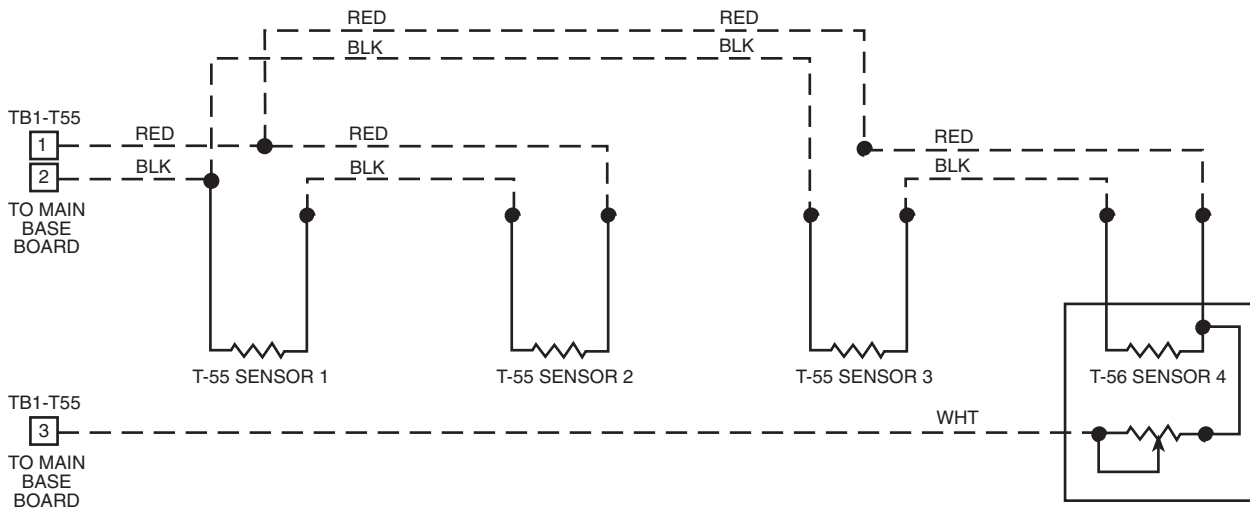 RED
RED
BLK
BLK
TB1-T55
1
RED
RED
RED
2
BLK
BLK
BLK
TO MAIN
BASE
BOARD
T-55 SENSOR 1
T-55 SENSOR 2
T-55 SENSOR 3
T-56 SENSOR 4
TB1-T55
3
WHT
TO MAIN
BASE
BOARD